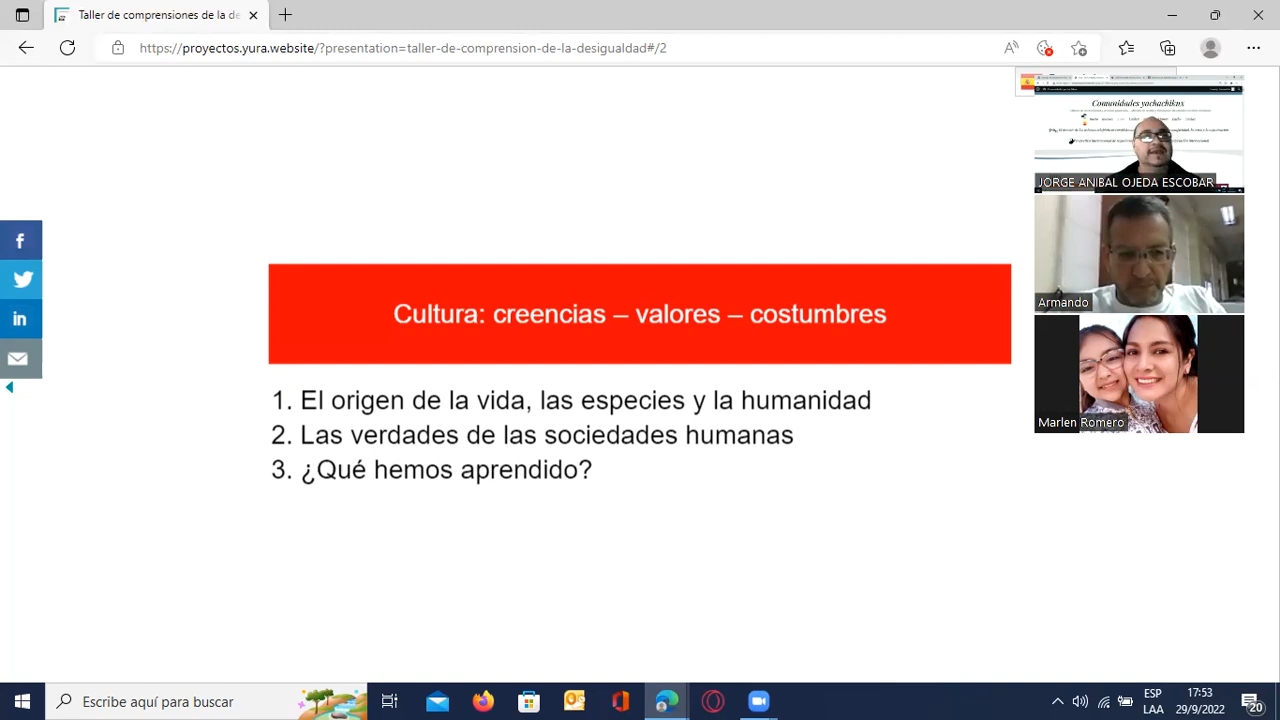 Taller de comprensión de la de
https://proyectos.yura.website/?presentation=taller-de-comprension-de-la-desigualdad#/2
Comunidades yachachiknx
JORGE ANIBAL OJEDA ESCOBAR
Armando
Marlen Romero
Cultura: creencias – valores – costumbres
1. El origen de la vida, las especies y la humanidad
2. Las verdades de las sociedades humanas
3. ¿Qué hemos aprendido?
Escribe aquí para buscar
ESP
LAA
17:53
29/9/2022
20